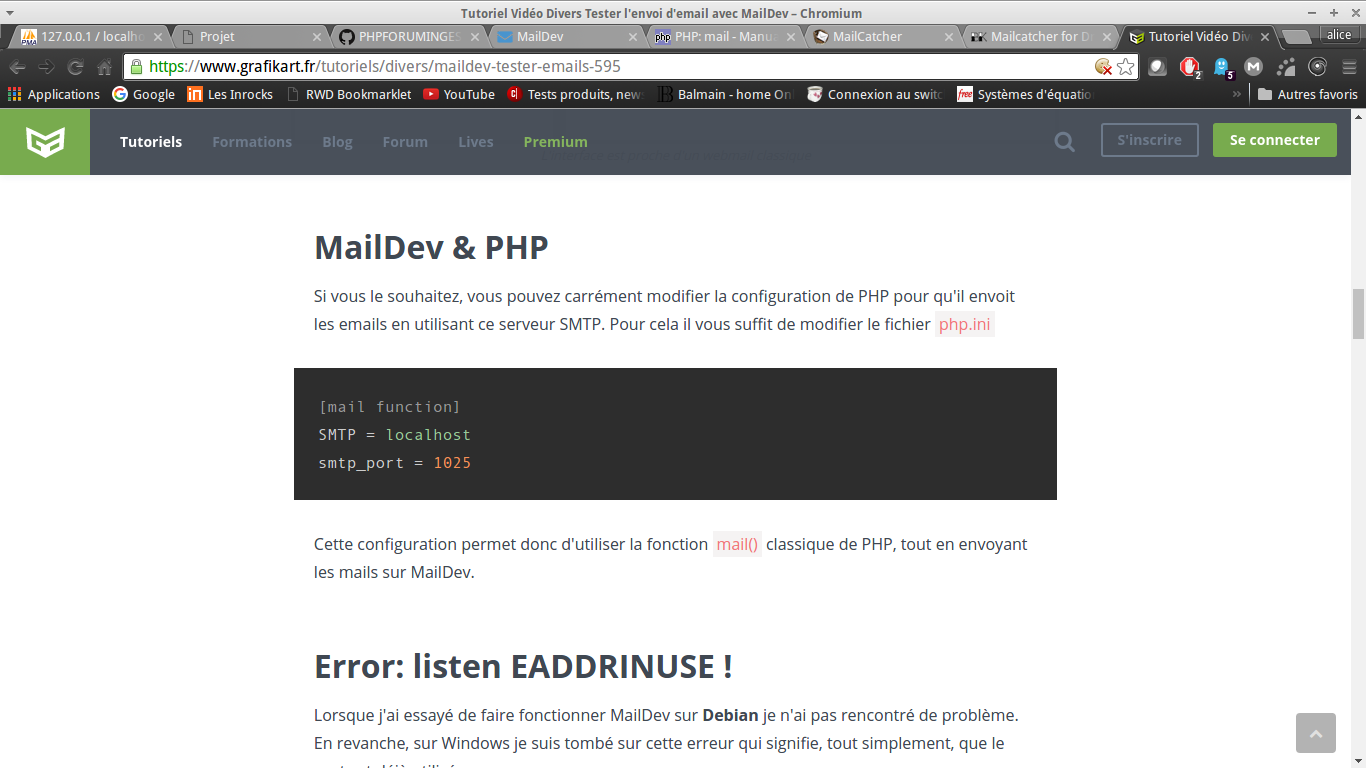 Tutoriel Vidéo Divers Tester l'envoi d'email avec MailDev – Chromium
127.0.0.1 / localho
Projet
PHPFORUMINGES
MailDev
PHP: mail - Manua
MailCatcher
Mailcatcher for D
Tutoriel Vidéo Div
alice
https://www.grafikart.fr/tutoriels/divers/maildev-tester-emails-595
2
5
Applications
Google
Les Inrocks
RWD Bookmarklet
YouTube
Tests produits, new
Balmain - home Onl
Connexion au switc
free
Systèmes d'équatio
»
Autres favoris
Tutoriels
Formations
Blog
Forum
Lives
Premium
S'inscrire
Se connecter
MailDev & PHP
Si vous le souhaitez, vous pouvez carrément modifier la configuration de PHP pour qu'il envoit
les emails en utilisant ce serveur SMTP. Pour cela il vous suffit de modifier le fichier php.ini
[mail function]
SMTP = localhost
smtp_port = 1025
Cette configuration permet donc d'utiliser la fonction mail() classique de PHP, tout en envoyant
les mails sur MailDev.
Error: listen EADDRINUSE !
Lorsque j'ai essayé de faire fonctionner MailDev sur Debian je n'ai pas rencontré de problème.
En revanche, sur Windows je suis tombé sur cette erreur qui signifie, tout simplement, que le